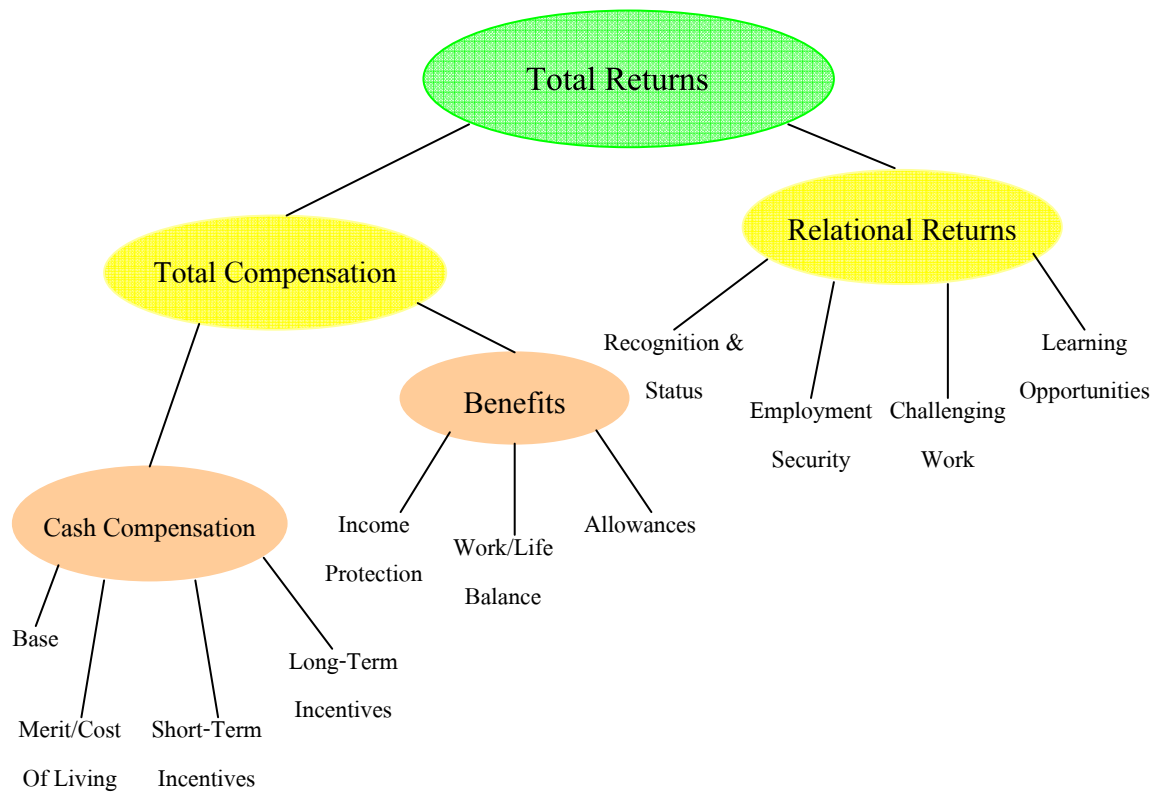 Total Returns
Relational Returns
Total Compensation
Recognition &
Status
Employment
Security
Challenging
Work
Learning
Opportunities
Benefits
Income
Protection
Work/Life
Balance
Allowances
Cash Compensation
Base
Merit/Cost
Of Living
Short-Term
Incentives
Long-Term
Incentives